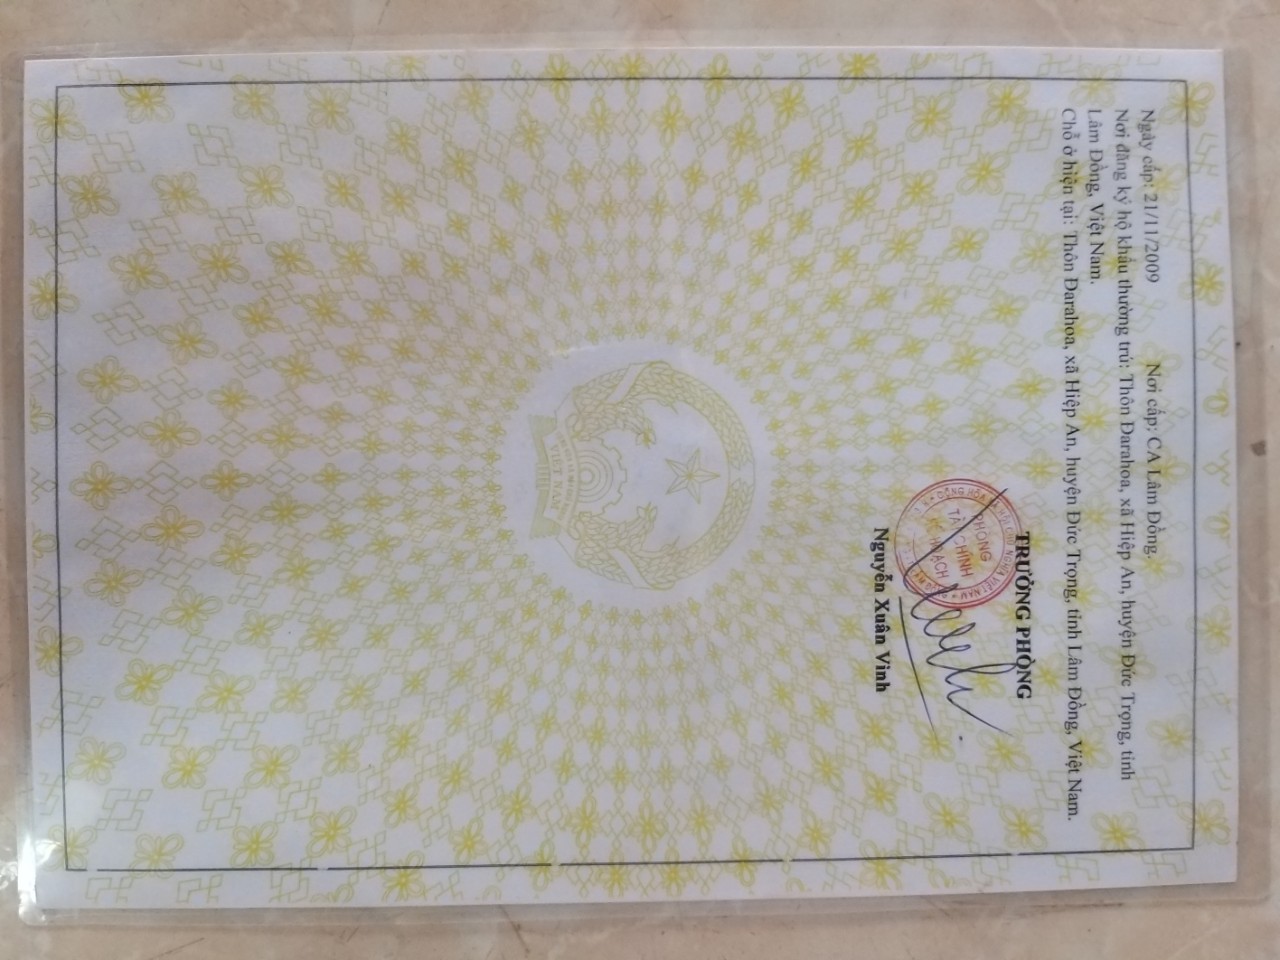 Ngày cấp: 21/11/2009 Nơi cấp: CA Lâm Đồng.
Nơi đăng ký hộ khẩu thường trú: Thôn Đarahoa, xã Hiệp An, huyện Đức Trọng, tỉnh
Lâm Đồng, Việt Nam.
Chỗ ở hiện tại: Thôn Đarahoa, xã Hiệp An, huyện Đức Trọng, tỉnh Lâm Đồng, Việt Nam.
TRƯỞNG PHÒNG
PHÒNG
TÀI CHÍNH
KẾ HOẠCH
Nguyễn Xuân Vinh
VIỆT NAM